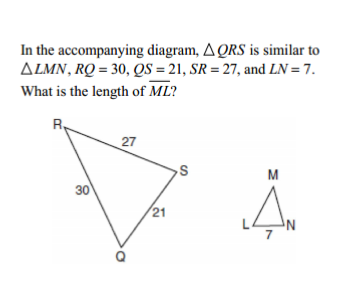 In the accompanying diagram, △QRS is similar to
△LMN, RQ = 30, QS = 21, SR = 27, and LN = 7.
What is the length of M̅L̅?
R
27
S
M
30
21
L
N
7
Q